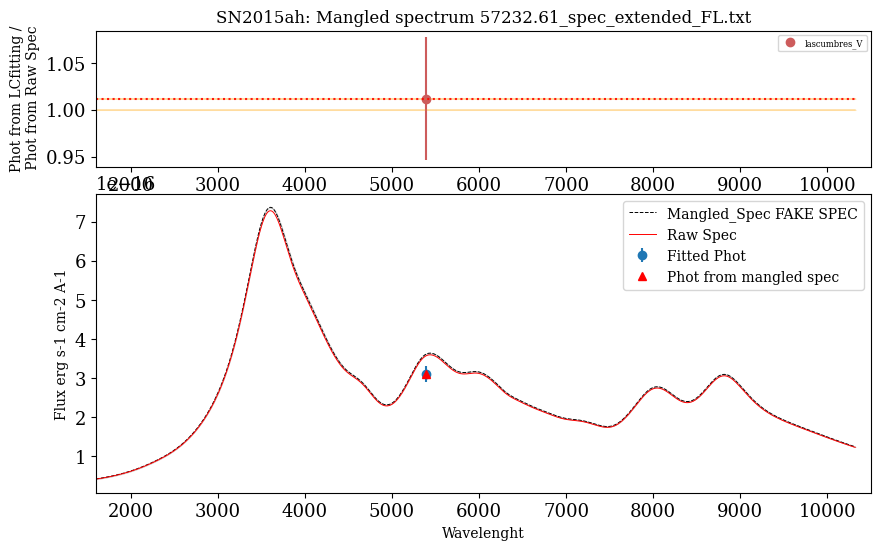 SN2015ah: Mangled spectrum 57232.61_spec_extended_FL.txt
Phot from LCfitting /
Phot from Raw Spec
1.05
1.00
0.95
lascumbres_V
2000 3000 4000 5000 6000 7000 8000 9000 10000
1e−16
Flux erg s-1 cm-2 A-1
7
6
5
4
3
2
1
Mangled_Spec FAKE SPEC
Raw Spec
Fitted Phot
Phot from mangled spec
2000 3000 4000 5000 6000 7000 8000 9000 10000
Wavelenght